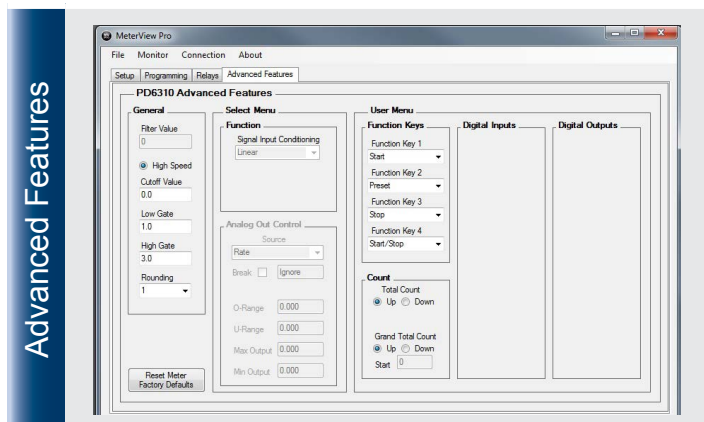 Advanced Features
MeterView Pro
File Monitor Connection About
Setup Programming Relays Advanced Features
PD6310 Advanced Features
General
Filter Value
0
High Speed
Cutoff Value
0.0
Low Gate
1.0
High Gate
3.0
Rounding
1
Reset Meter
Factory Defaults
Select Menu
Function
Signal Input Conditioning
Linear
Analog Out Control
Source
Rate
Break Ignore
O-Range 0.000
U-Range 0.000
Max Output 0.000
Min Output 0.000
User Menu
Function Keys
Function Key 1
Start
Function Key 2
Preset
Function Key 3
Stop
Function Key 4
Start/Stop
Count
Total Count
Up Down
Grand Total Count
Up Down
Start 0
Digital Inputs
Digital Outputs